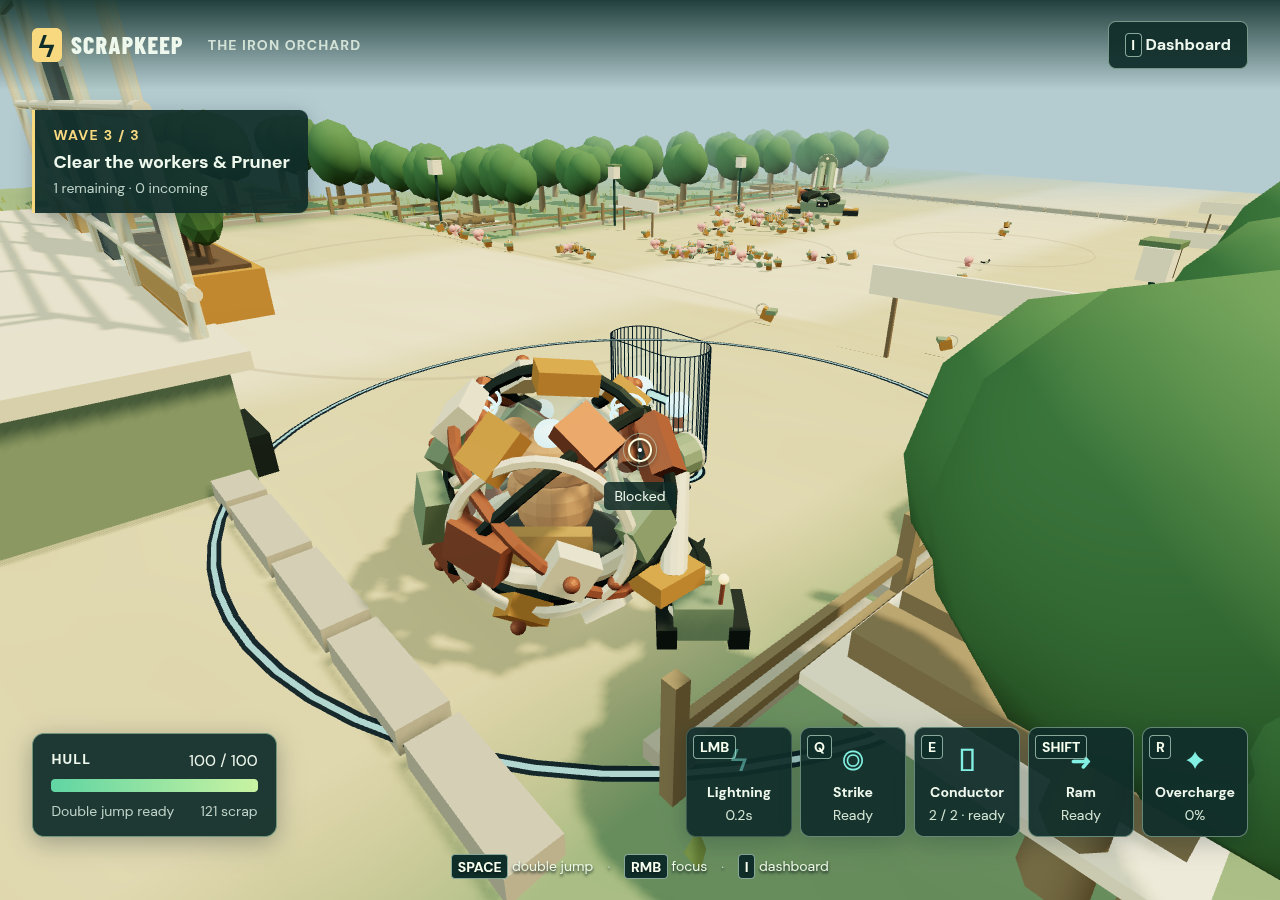 SCRAPKEEP
THE IRON ORCHARD
I Dashboard
WAVE 3 / 3
Clear the workers & Pruner
1 remaining · 0 incoming
Blocked
HULL 100 / 100
Double jump ready 121 scrap
LMB Lightning 0.2s
Q Strike Ready
E Conductor 2 / 2 · ready
SHIFT Ram Ready
R Overcharge 0%
SPACE double jump · RMB focus · I dashboard